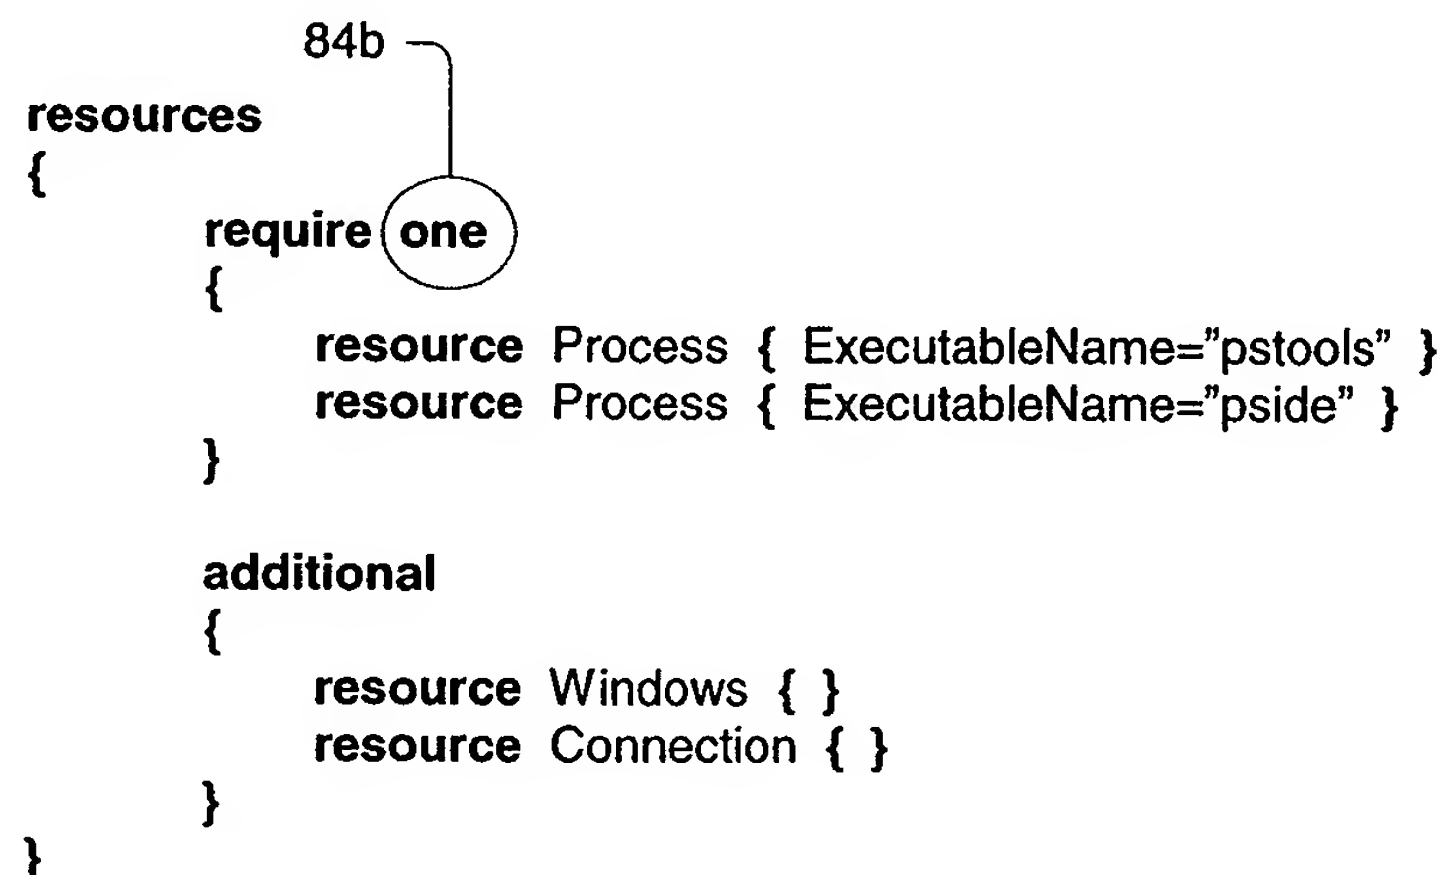 84b
resources
{
require one
{
resource Process { ExecutableName=”pstools” }
resource Process { ExecutableName=”pside” }
}
additional
{
resource Windows { }
resource Connection { }
}
}